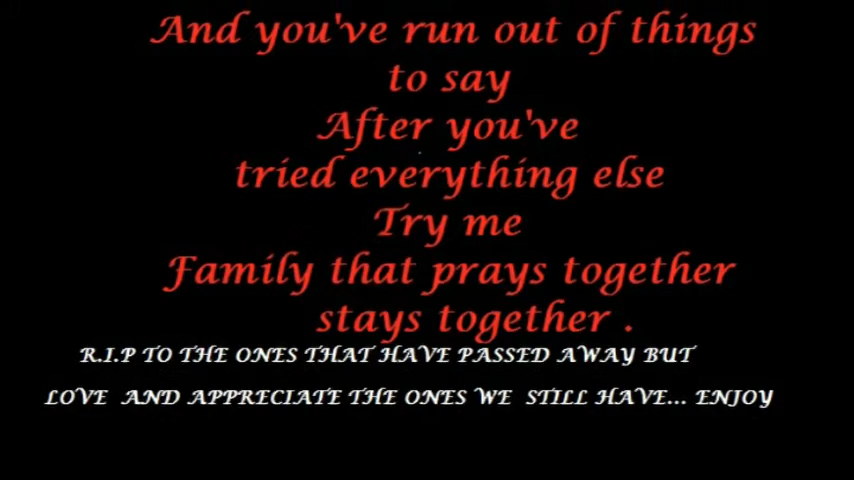 And you've run out of things
to say
After you've
tried everything else
Try me
Family that prays together
stays together .
R.I.P TO THE ONES THAT HAVE PASSED AWAY BUT
LOVE AND APPRECIATE THE ONES WE STILL HAVE... ENJOY